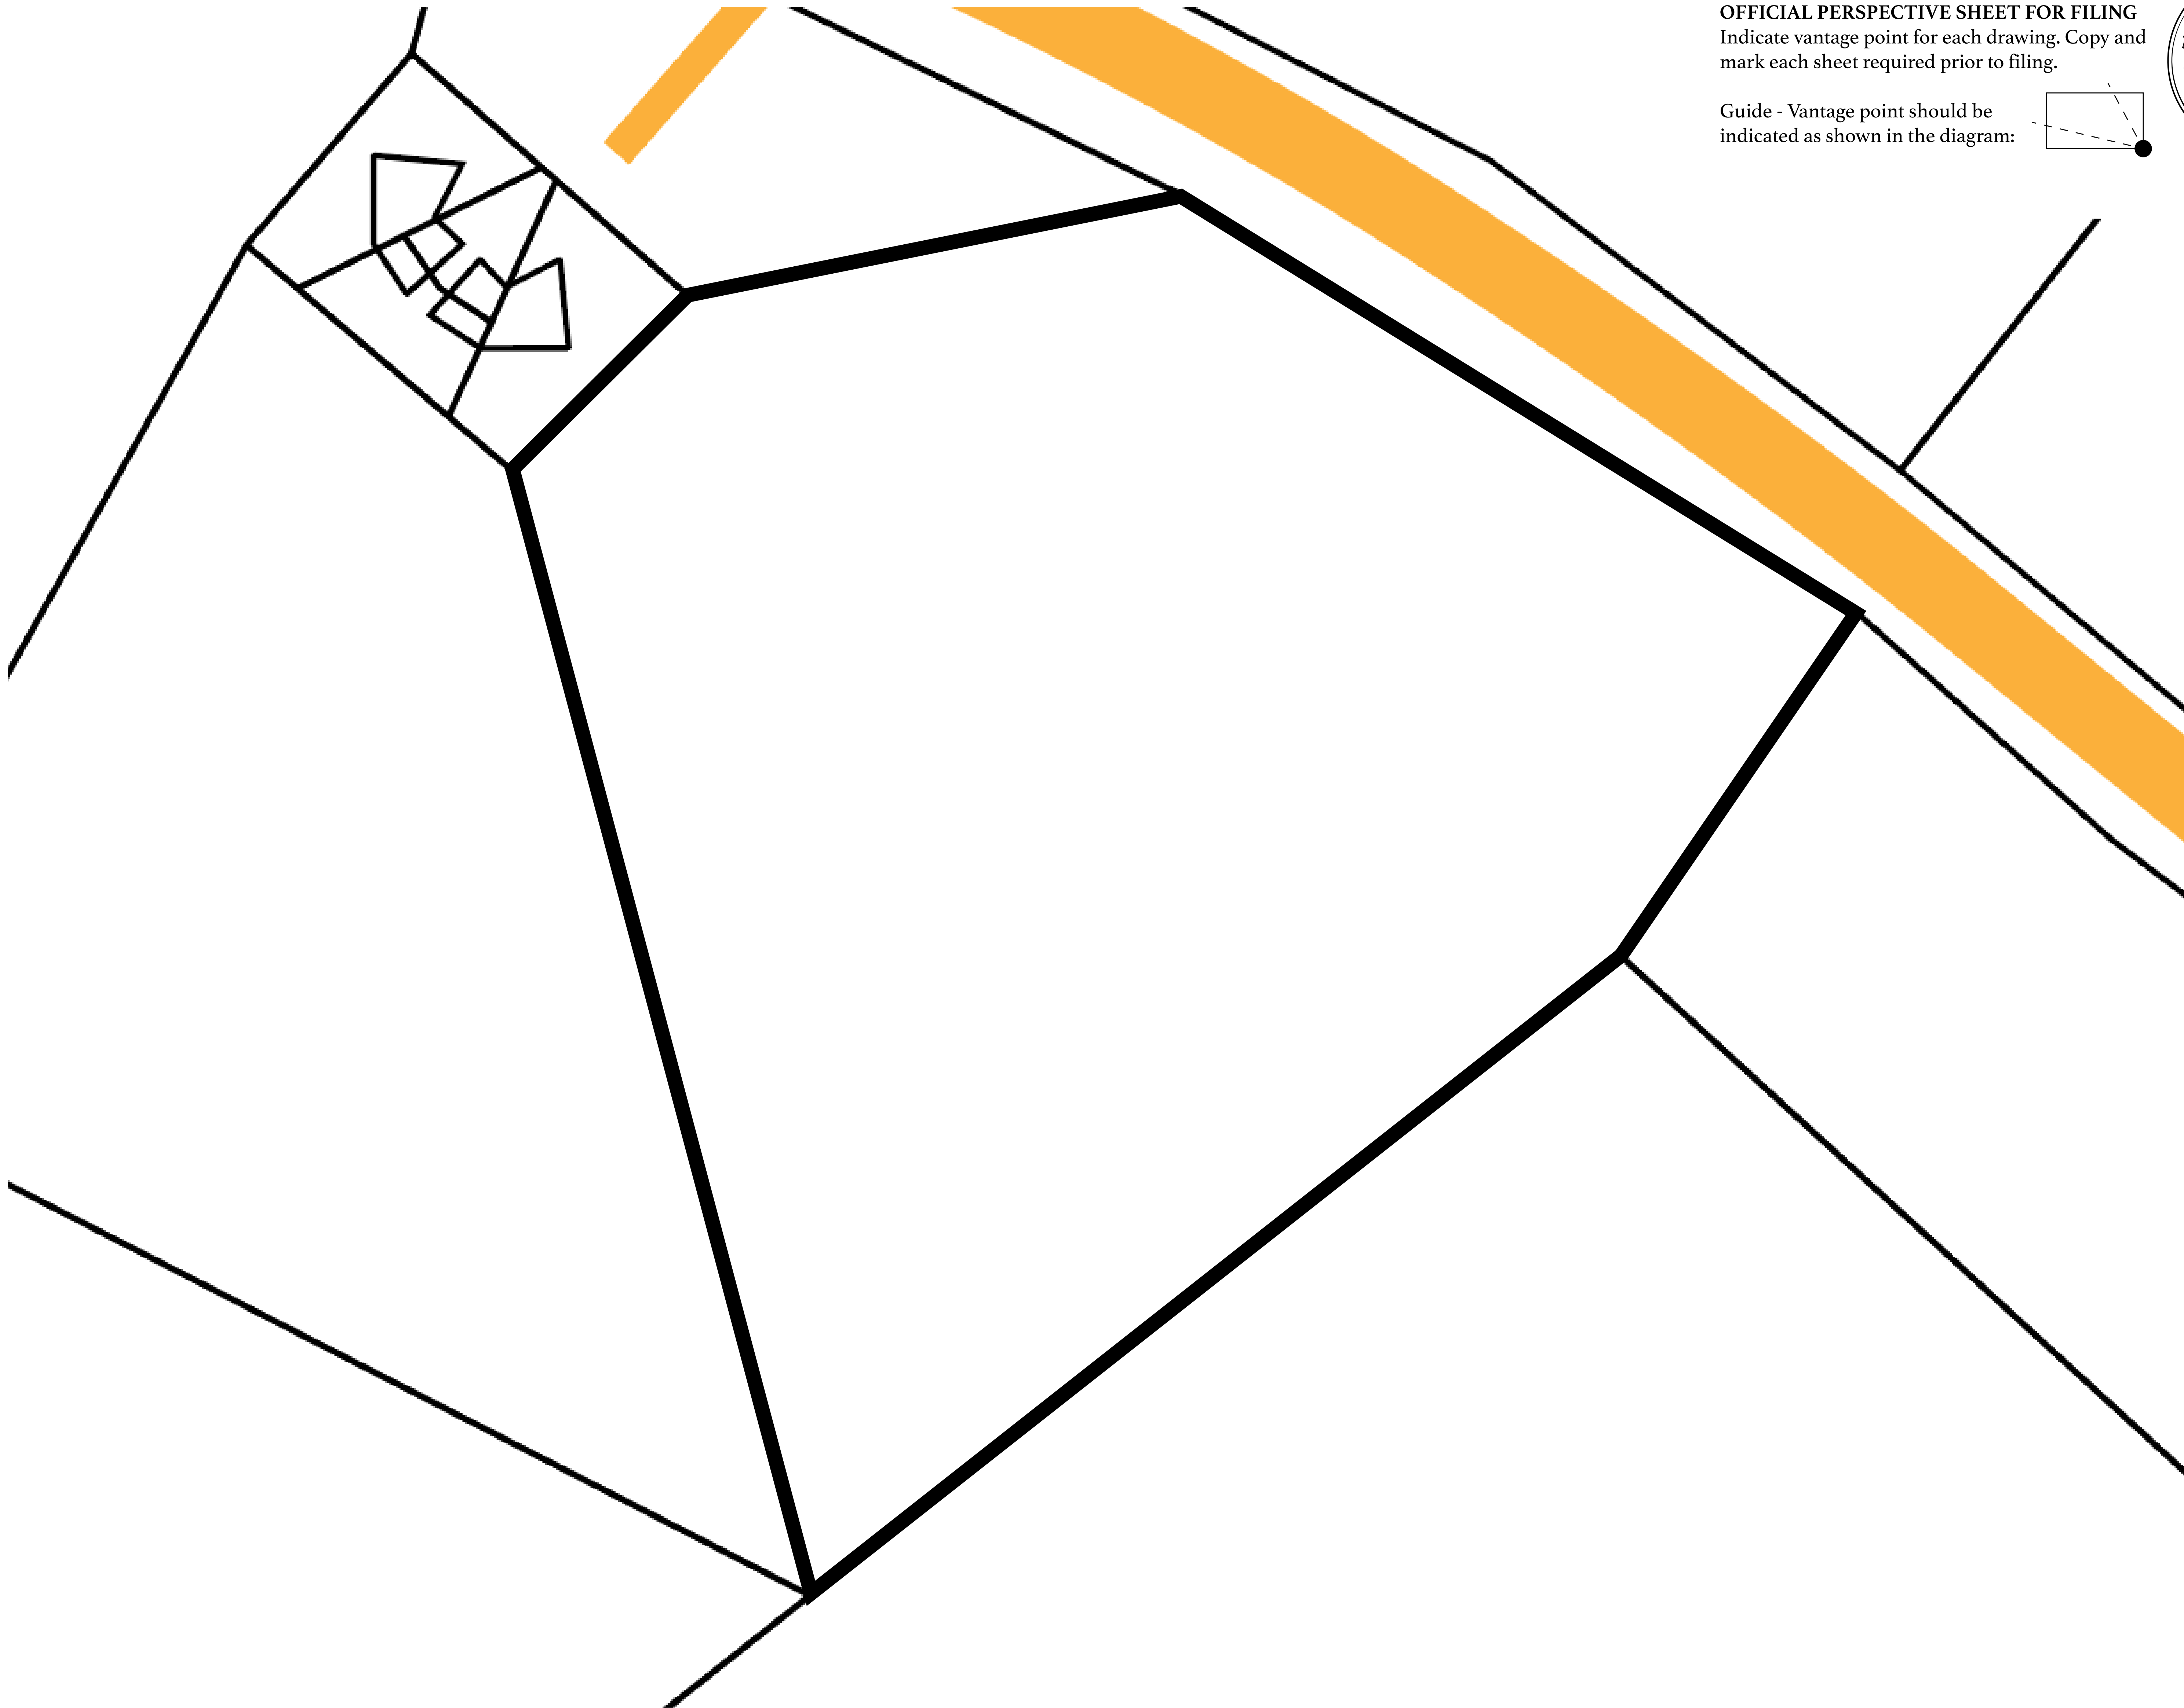 OFFICIAL PERSPECTIVE SHEET FOR FILING
Indicate vantage point for each drawing. Copy and
mark each sheet required prior to filing.
Guide - Vantage point should be
indicated as shown in the diagram: